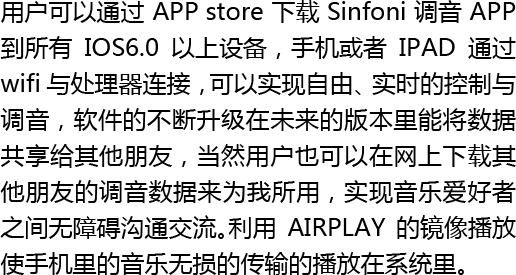 用户可以通过 APP store 下载 Sinfoni 调音 APP
到所有 IOS6.0 以上设备，手机或者 IPAD 通过
wifi 与处理器连接，可以实现自由、实时的控制与
调音，软件的不断升级在未来的版本里能将数据
共享给其他朋友，当然用户也可以在网上下载其
他朋友的调音数据来为我所用，实现音乐爱好者
之间无障碍沟通交流。利用 AIRPLAY 的镜像播放
使手机里的音乐无损的传输的播放在系统里。